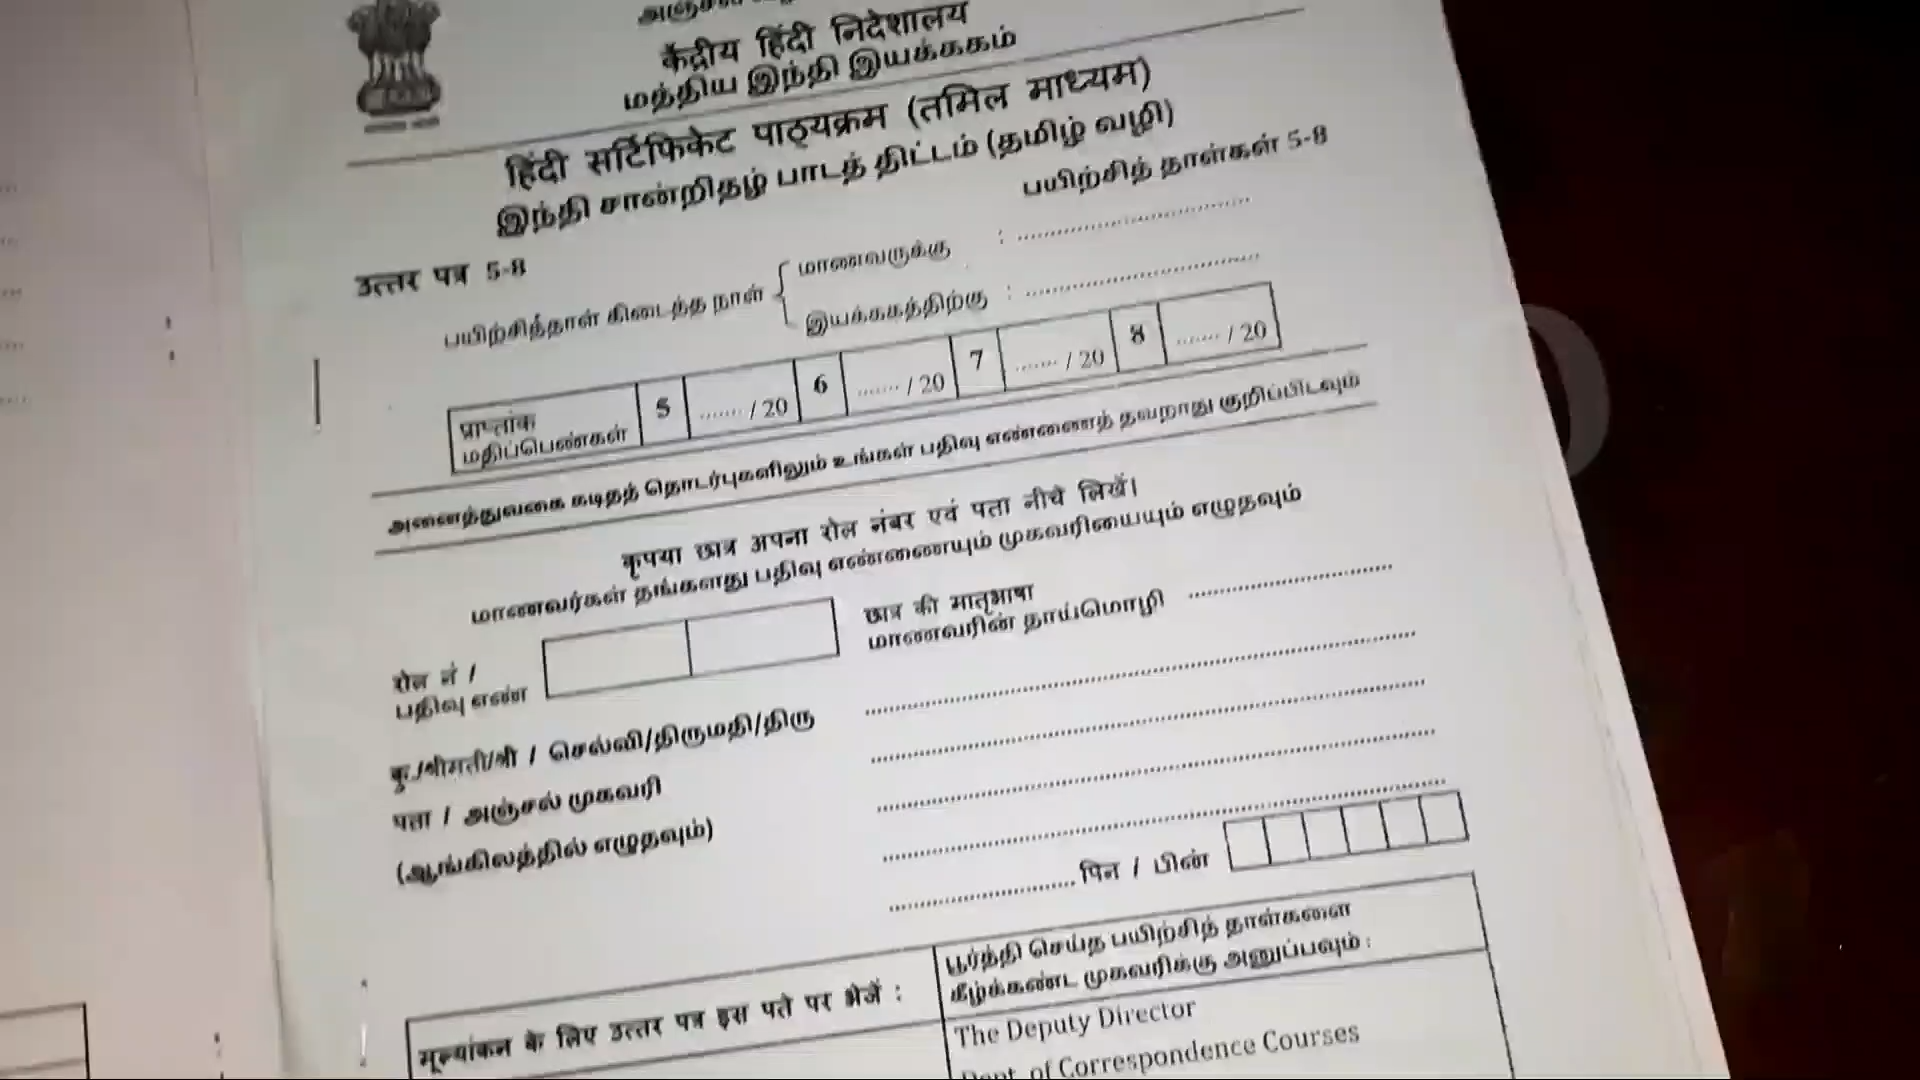 केंद्रीय हिंदी निदेशालय
மத்திய இந்தி இயக்ககம்
हिंदी सर्टिफिकेट पाठ्यक्रम (तमिल माध्यम)
இந்தி சான்றிதழ் பாடத் திட்டம் (தமிழ் வழி)
பயிற்சித் தாள்கள் 5-8
उत्तर पत्र 5-8
பயிற்சித்தாள் கிடைத்த நாள்
மாணவருக்கு : ........................................
இயக்ககத்திற்கு : ........................................
प्राप्तांक
மதிப்பெண்கள்
5 ....... / 20 6 ....... / 20 7 ....... / 20 8 ....... / 20
அனைத்துவகை கடிதத் தொடர்புகளிலும் உங்கள் பதிவு எண்ணைத் தவறாது குறிப்பிடவும்
कृपया छात्र अपना रोल नंबर एवं पता नीचे लिखें।
மாணவர்கள் தங்களது பதிவு எண்ணையும் முகவரியையும் எழுதவும்
रोल नं /
பதிவு எண்
छात्र की मातृभाषा
மாணவரின் தாய்மொழி ..............................
कु./श्रीमती/श्री / செல்வி/திருமதி/திரு
पता / அஞ்சல் முகவரி
(ஆங்கிலத்தில் எழுதவும்)
पिन / பின்
मूल्यांकन के लिए उत्तर पत्र इस पते पर भेजें :
பூர்த்தி செய்த பயிற்சித் தாள்களை
கீழ்க்கண்ட முகவரிக்கு அனுப்பவும் :
The Deputy Director
Dept. of Correspondence Courses